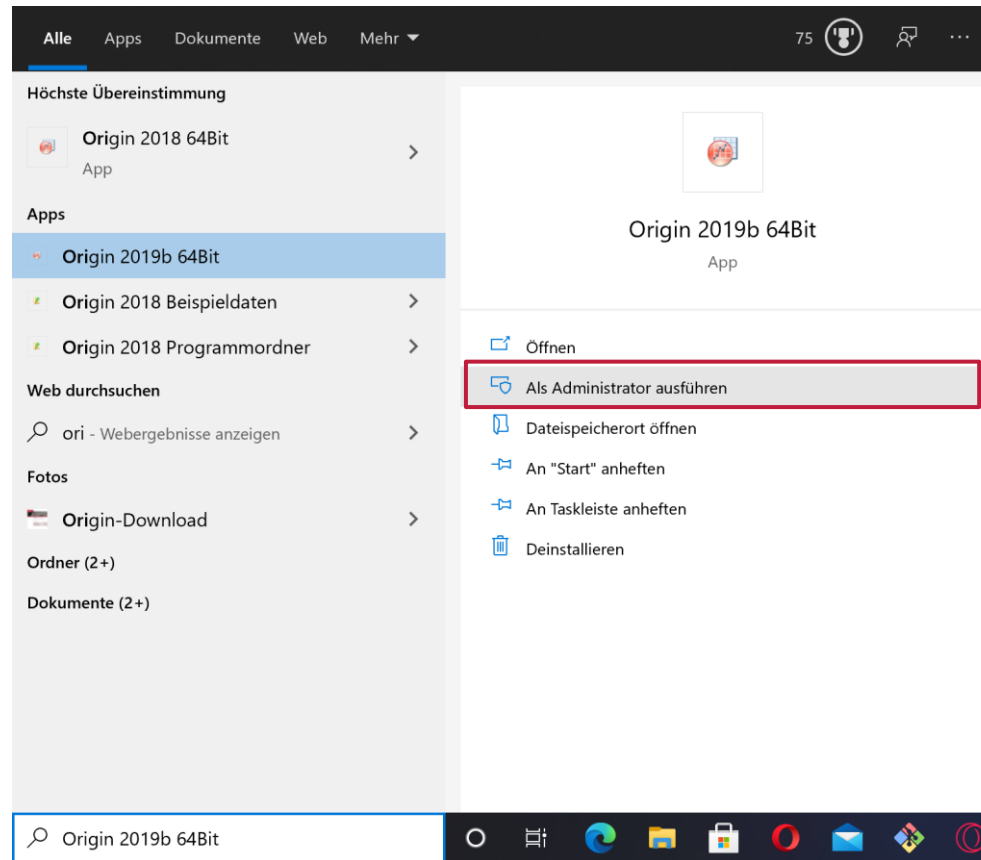 Alle Apps Dokumente Web Mehr 75 ...
Höchste Übereinstimmung
Origin 2018 64Bit
App
Apps
Origin 2019b 64Bit
Origin 2018 Beispieldaten
Origin 2018 Programmordner
Web durchsuchen
ori - Webergebnisse anzeigen
Fotos
Origin-Download
Ordner (2+)
Dokumente (2+)
Origin 2019b 64Bit
App
Öffnen
Als Administrator ausführen
Dateispeicherort öffnen
An "Start" anheften
An Taskleiste anheften
Deinstallieren
Origin 2019b 64Bit